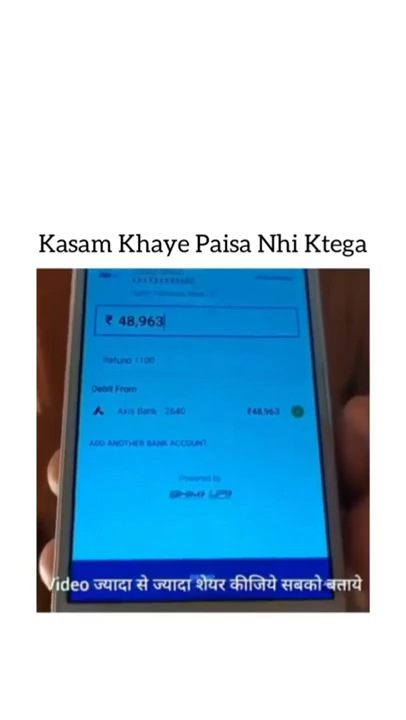 Kasam Khaye Paisa Nhi Ktega
₹ 48,963
Refund 1100
Debit From
Axis Bank 2640 ₹48,963
ADD ANOTHER BANK ACCOUNT
Powered by
BHIM UPI
Video ज्यादा से ज्यादा शेयर कीजिये सबको बताये